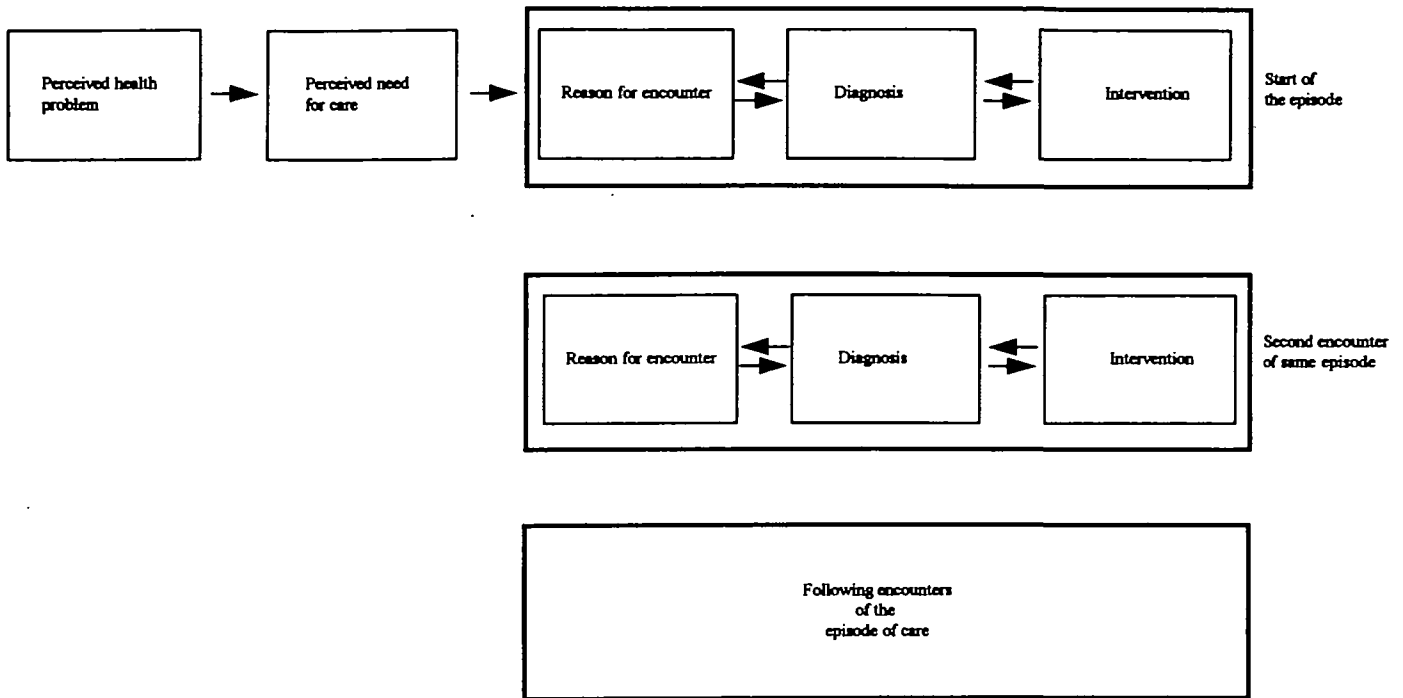 Perceived health
problem
Perceived need
for care
Reason for encounter
Diagnosis
Intervention
Start of
the episode
Reason for encounter
Diagnosis
Intervention
Second encounter
of same episode
Following encounters
of the
episode of care